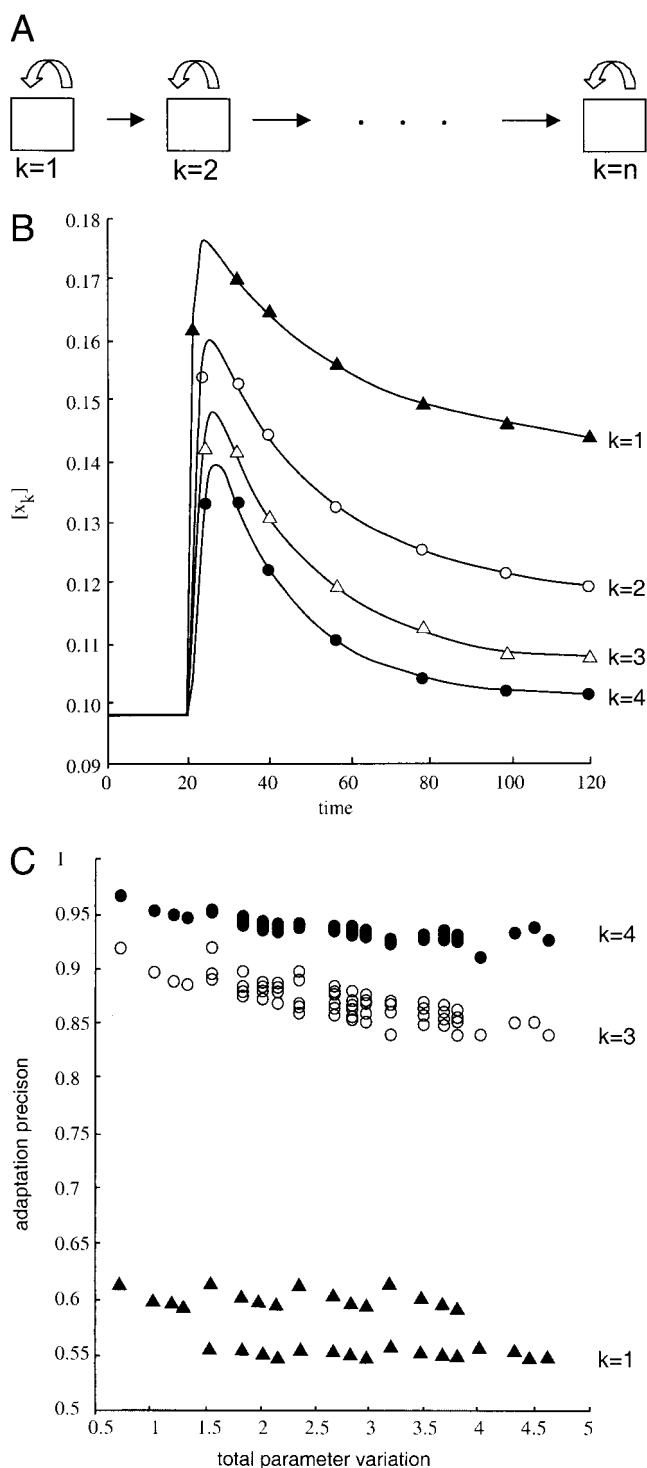 A
k=1 k=2 . . . k=n
B
0.18
0.17
0.16
0.15
0.14
0.13
0.12
0.11
0.10
0.09
[x_k]
k=1
k=2
k=3
k=4
0 20 40 60 80 100 120
time
C
1
0.95
0.9
0.85
0.8
0.75
0.7
0.65
0.6
0.55
0.5
adaptation precison
k=4
k=3
k=1
0.5 1 1.5 2 2.5 3 3.5 4 4.5 5
total parameter variation